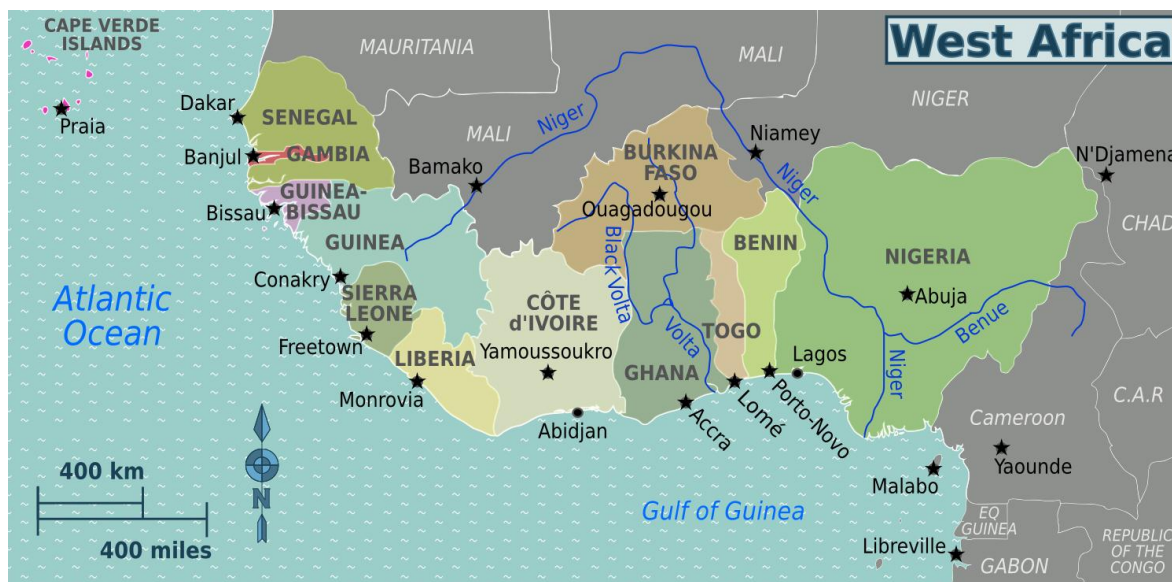 CAPE VERDE
ISLANDS
West Africa
MAURITANIA
MALI
NIGER
Dakar
SENEGAL
Praia
Niger
Niamey
Banjul
GAMBIA
MALI
BURKINA
FASO
N'Djamena
Bamako
Niger
GUINEA-
BISSAU
Bissau
Ouagadougou
CHAD
GUINEA
BENIN
Black Volta
NIGERIA
Conakry
SIERRA
LEONE
CÔTE
d'IVOIRE
Abuja
Atlantic
Ocean
Volta
TOGO
Benue
Freetown
LIBERIA
Yamoussoukro
Lagos
GHANA
Niger
Monrovia
Porto-Novo
Lomé
Accra
C.A.R
Abidjan
Cameroon
Yaounde
400 km
N
Malabo
Gulf of Guinea
EQ
GUINEA
400 miles
Libreville
GABON
REPUBLIC
OF THE
CONGO